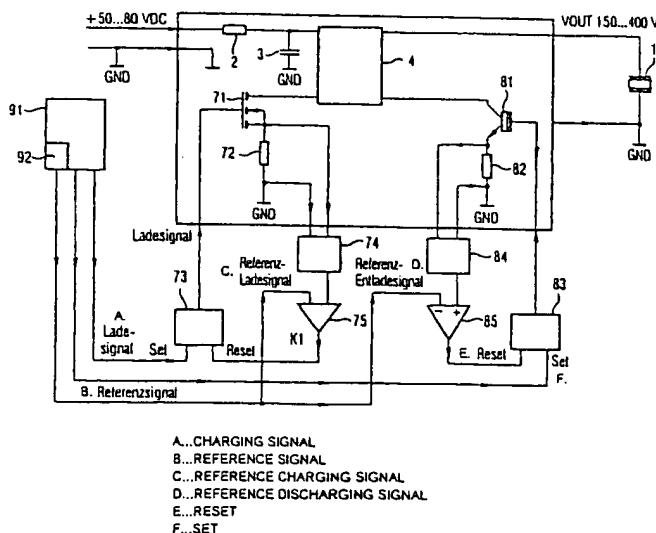 + 50...80 VDC
VOUT 150...400 V
2
3
4
1
GND
GND
GND
81
71
91
92
72
82
GND
GND
Ladesignal
74
84
C. Referenz-
Ladesignal
Referenz- D.
Entladesignal
73
83
A.
Lade-
signal
Set
Reset
K1
75
- +
85
E. Reset
Set
F.
B. Referenzsignal
A...CHARGING SIGNAL
B...REFERENCE SIGNAL
C...REFERENCE CHARGING SIGNAL
D...REFERENCE DISCHARGING SIGNAL
E...RESET
F...SET